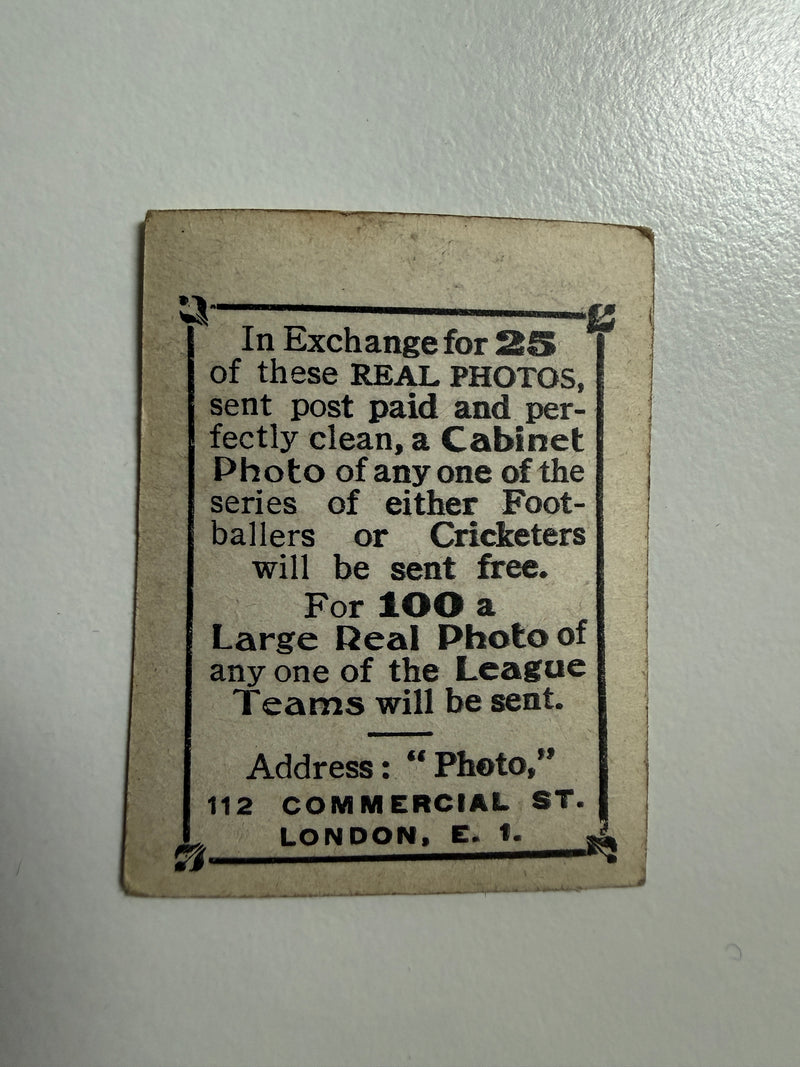 In Exchange for 25
of these REAL PHOTOS,
sent post paid and per-
fectly clean, a Cabinet
Photo of any one of the
series of either Foot-
ballers or Cricketers
will be sent free.
For 100 a
Large Real Photo of
any one of the League
Teams will be sent.
Address: "Photo,"
112 COMMERCIAL ST.
LONDON, E. 1.